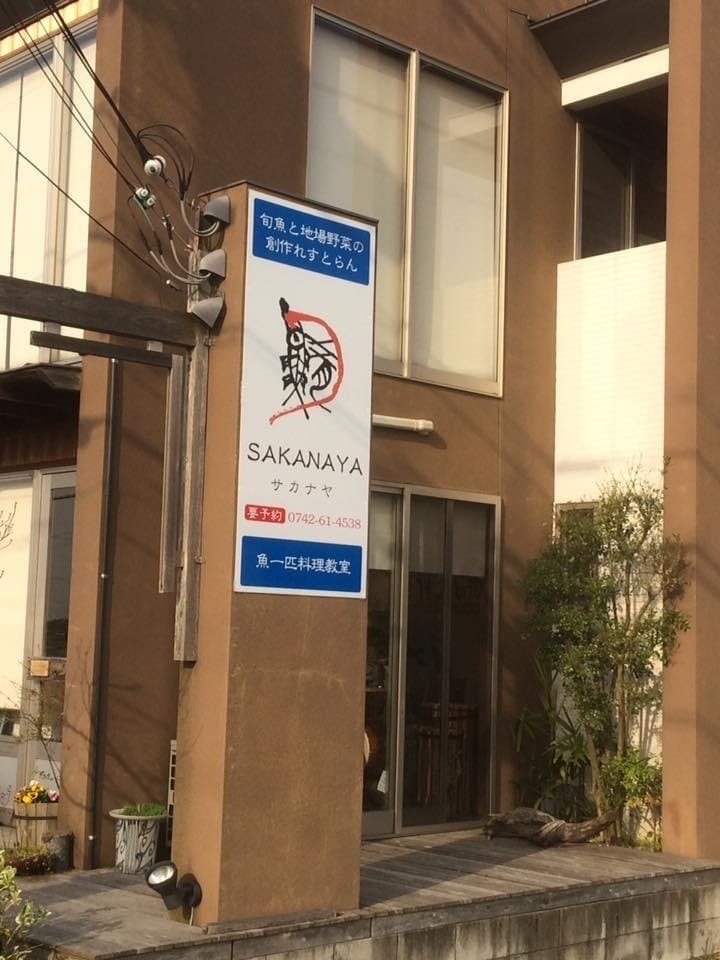 旬魚と地場野菜の
創作れすとらん
SAKANAYA
サカナヤ
要予約 0742-61-4538
魚一匹料理教室